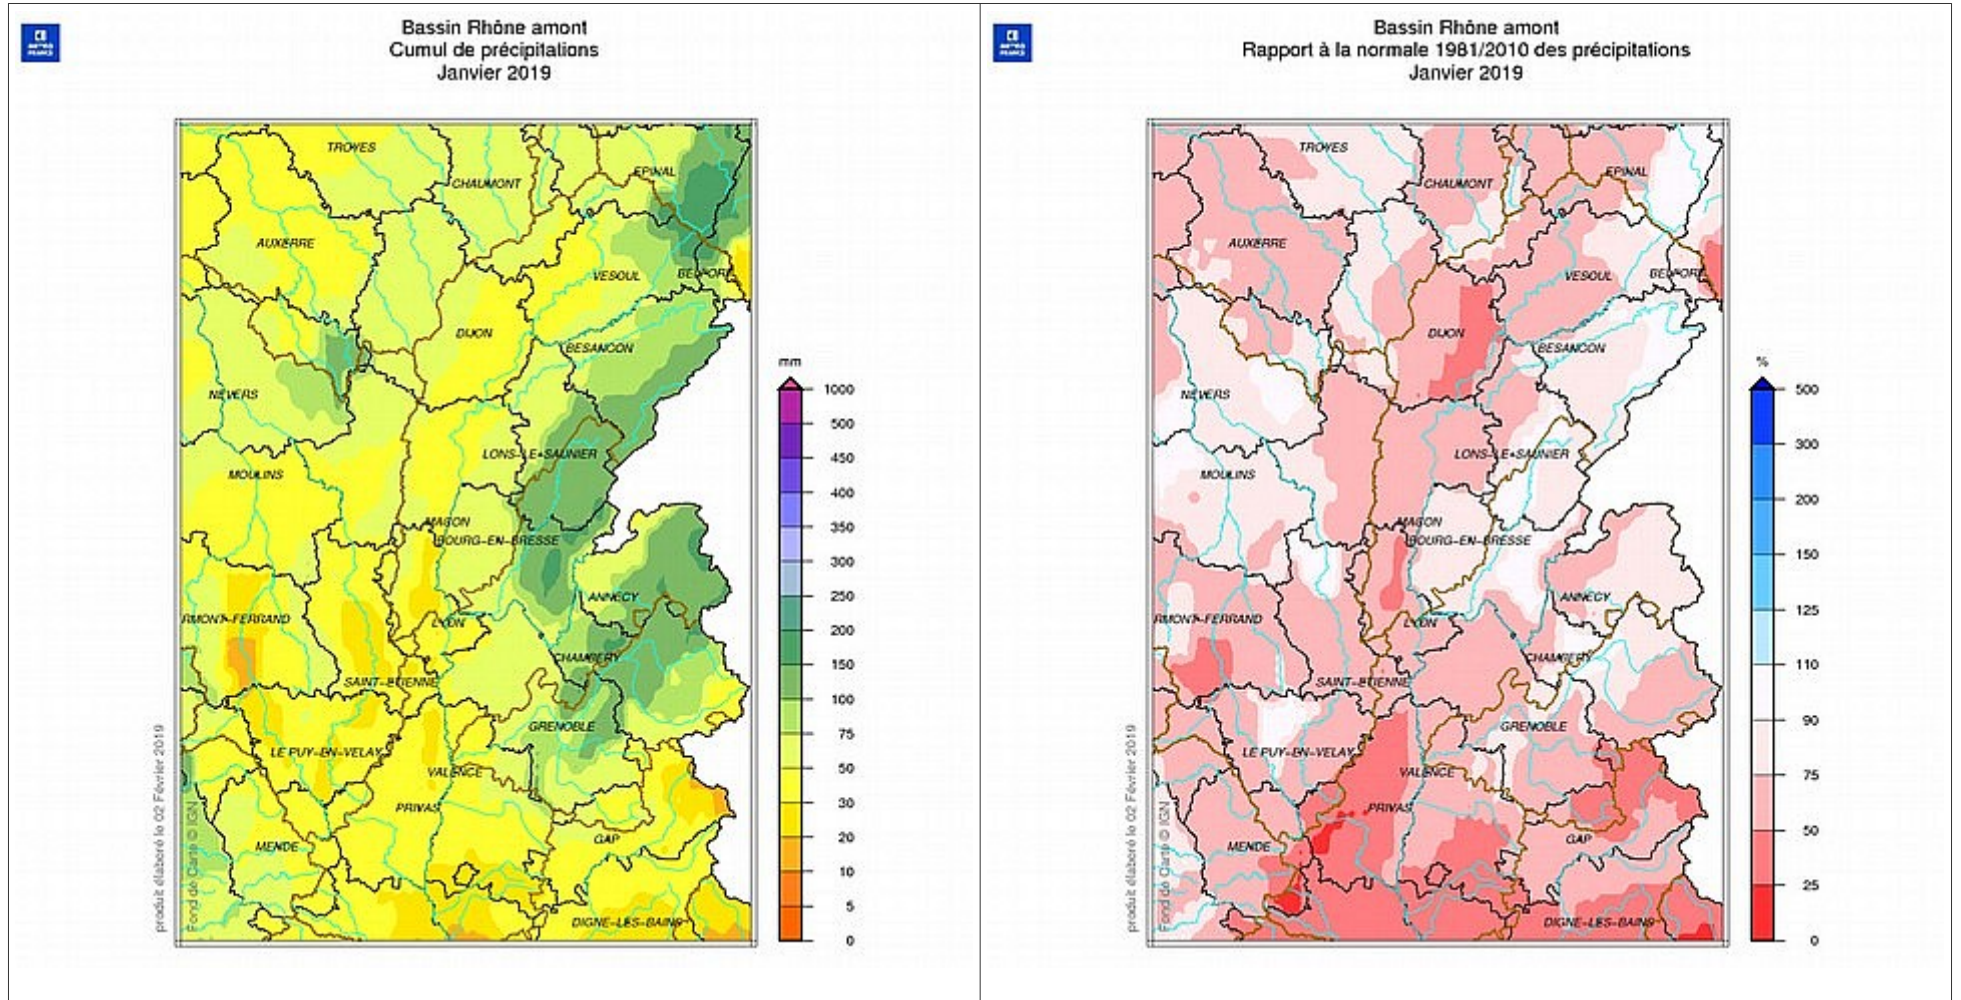 Bassin Rhône amont
Cumul de précipitations
Janvier 2019
TROYES
CHAUMONT
EPINAL
AUXERRE
VESOUL
BELFORT
DIJON
BESANCON
NEVERS
LONS-LE-SAUNIER
MOULINS
MACON
BOURG-EN-BRESSE
ANNECY
RMONT-FERRAND
LYON
CHAMBERY
SAINT-ETIENNE
GRENOBLE
LE PUY-EN-VELAY
VALENCE
PRIVAS
GAP
MENDE
DIGNE-LES-BAINS
mm
1000
500
450
400
350
300
250
200
150
100
75
50
30
20
10
5
0
produit élaboré le 02 Février 2019
Fond de Carte © IGN
Bassin Rhône amont
Rapport à la normale 1981/2010 des précipitations
Janvier 2019
TROYES
CHAUMONT
EPINAL
AUXERRE
VESOUL
BELFORT
DIJON
BESANCON
NEVERS
LONS-LE-SAUNIER
MOULINS
MACON
BOURG-EN-BRESSE
ANNECY
RMONT-FERRAND
LYON
CHAMBERY
SAINT-ETIENNE
GRENOBLE
LE PUY-EN-VELAY
VALENCE
PRIVAS
GAP
MENDE
DIGNE-LES-BAINS
%
500
300
200
150
125
110
90
75
50
25
0
produit élaboré le 02 Février 2019
Fond de Carte © IGN